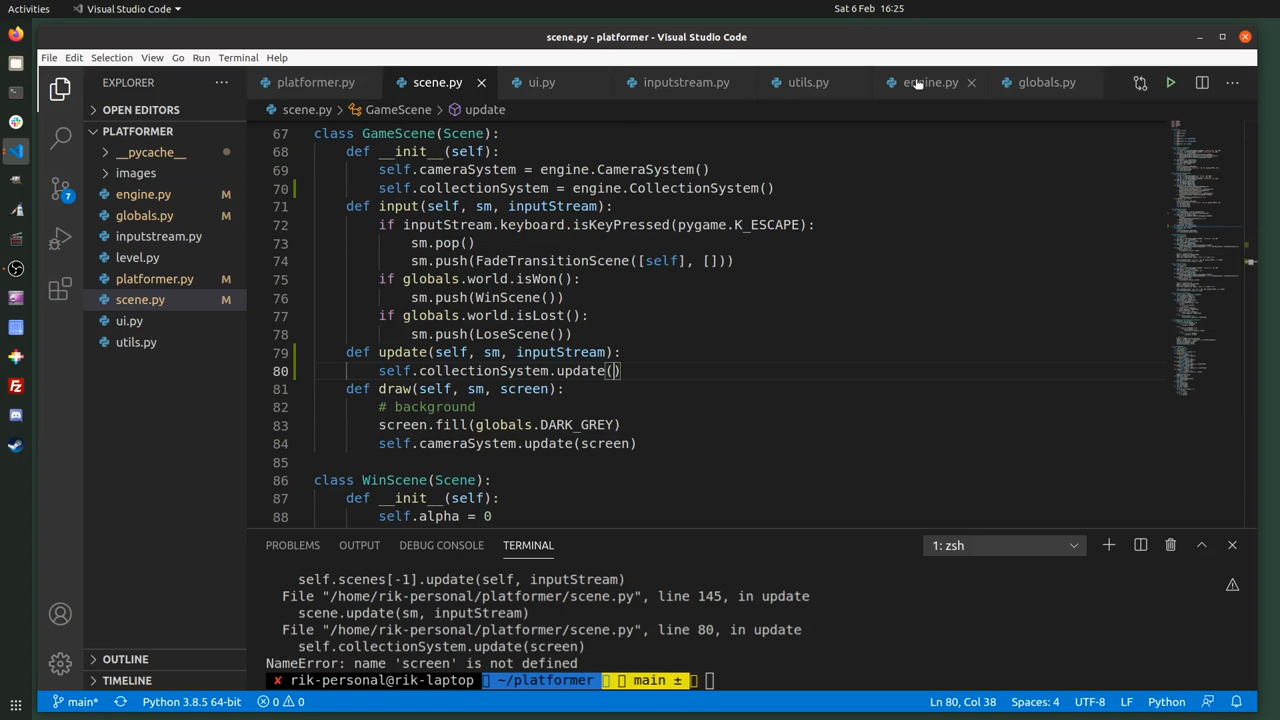 Activities
Visual Studio Code
Sat 6 Feb 16:25
scene.py - platformer - Visual Studio Code
File Edit Selection View Go Run Terminal Help
EXPLORER
platformer.py
scene.py
ui.py
inputstream.py
utils.py
engine.py
globals.py
OPEN EDITORS
PLATFORMER
__pycache__
images
engine.py M
globals.py M
inputstream.py
level.py
platformer.py M
scene.py M
ui.py
utils.py
OUTLINE
TIMELINE
7
scene.py > GameScene > update
67 class GameScene(Scene):
68 def __init__(self):
69 self.cameraSystem = engine.CameraSystem()
70 self.collectionSystem = engine.CollectionSystem()
71 def input(self, sm, inputStream):
72 if inputStream.keyboard.isKeyPressed(pygame.K_ESCAPE):
73 sm.pop()
74 sm.push(FadeTransitionScene([self], []))
75 if globals.world.isWon():
76 sm.push(WinScene())
77 if globals.world.isLost():
78 sm.push(LoseScene())
79 def update(self, sm, inputStream):
80 self.collectionSystem.update()
81 def draw(self, sm, screen):
82 # background
83 screen.fill(globals.DARK_GREY)
84 self.cameraSystem.update(screen)
85
86 class WinScene(Scene):
87 def __init__(self):
88 self.alpha = 0
PROBLEMS OUTPUT DEBUG CONSOLE TERMINAL
1: zsh
self.scenes[-1].update(self, inputStream)
File "/home/rik-personal/platformer/scene.py", line 145, in update
scene.update(sm, inputStream)
File "/home/rik-personal/platformer/scene.py", line 80, in update
self.collectionSystem.update(screen)
NameError: name 'screen' is not defined
✘ rik-personal@rik-laptop ~/platformer main ±
main* Python 3.8.5 64-bit 0 0 Ln 80, Col 38 Spaces: 4 UTF-8 LF Python